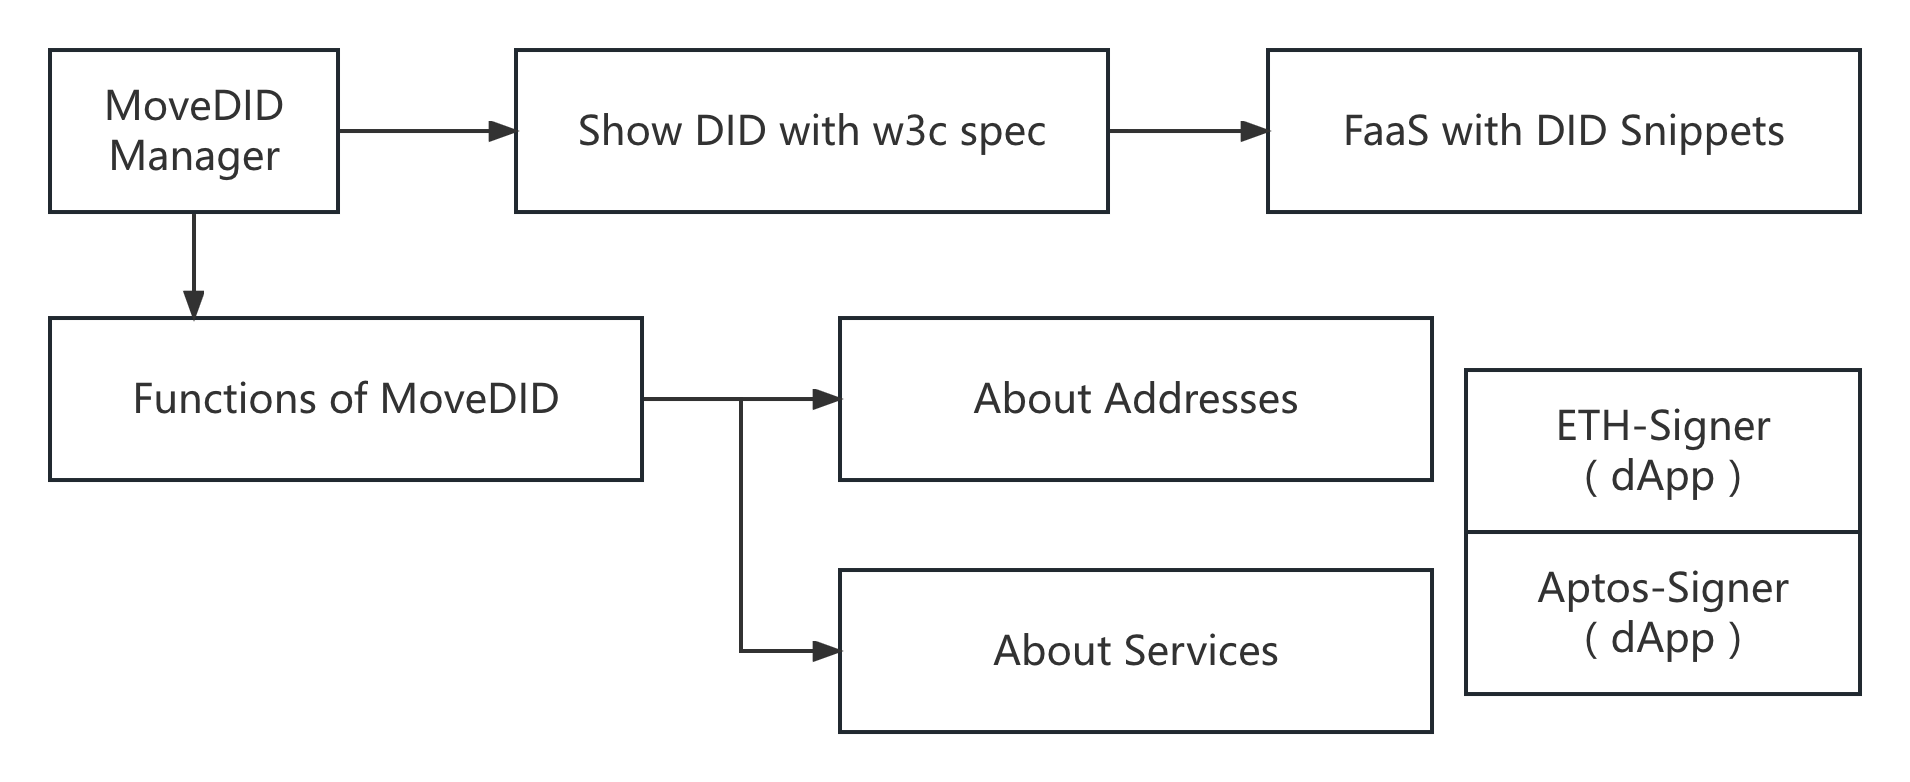 MoveDID
Manager
Show DID with w3c spec
FaaS with DID Snippets
Functions of MoveDID
About Addresses
ETH-Signer
( dApp )
Aptos-Signer
( dApp )
About Services